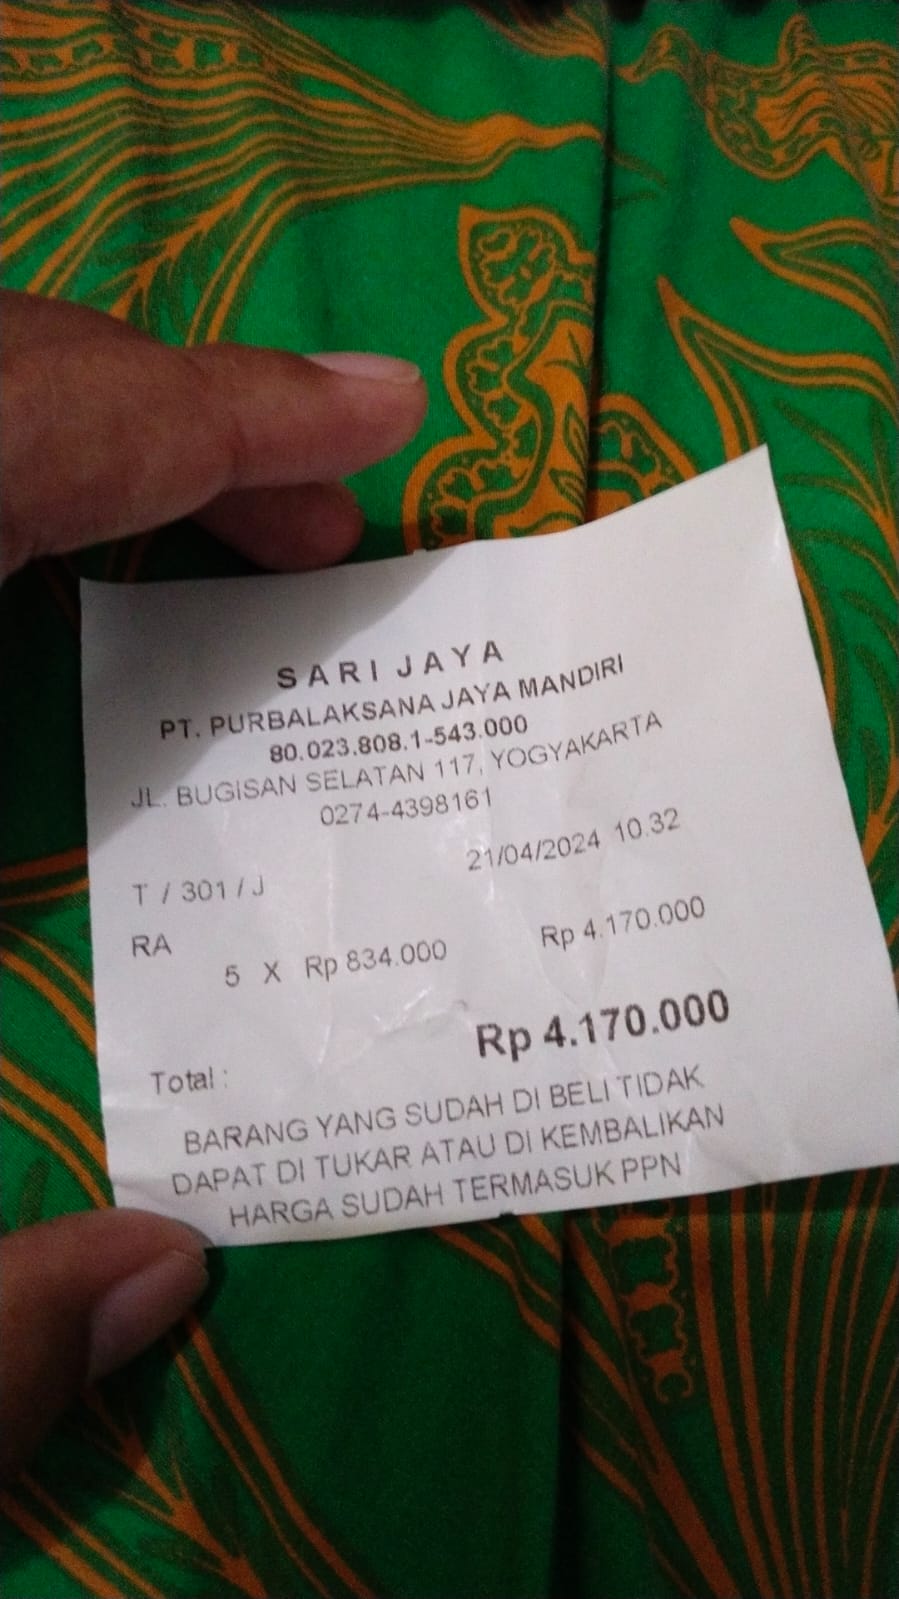 SARI JAYA
PT. PURBALAKSANA JAYA MANDIRI
80.023.808.1-543.000
JL. BUGISAN SELATAN 117, YOGYAKARTA
0274-4398161
21/04/2024 10.32
T / 301 / J
RA
5 X Rp 834.000 Rp 4.170.000
Total : Rp 4.170.000
BARANG YANG SUDAH DI BELI TIDAK
DAPAT DI TUKAR ATAU DI KEMBALIKAN
HARGA SUDAH TERMASUK PPN